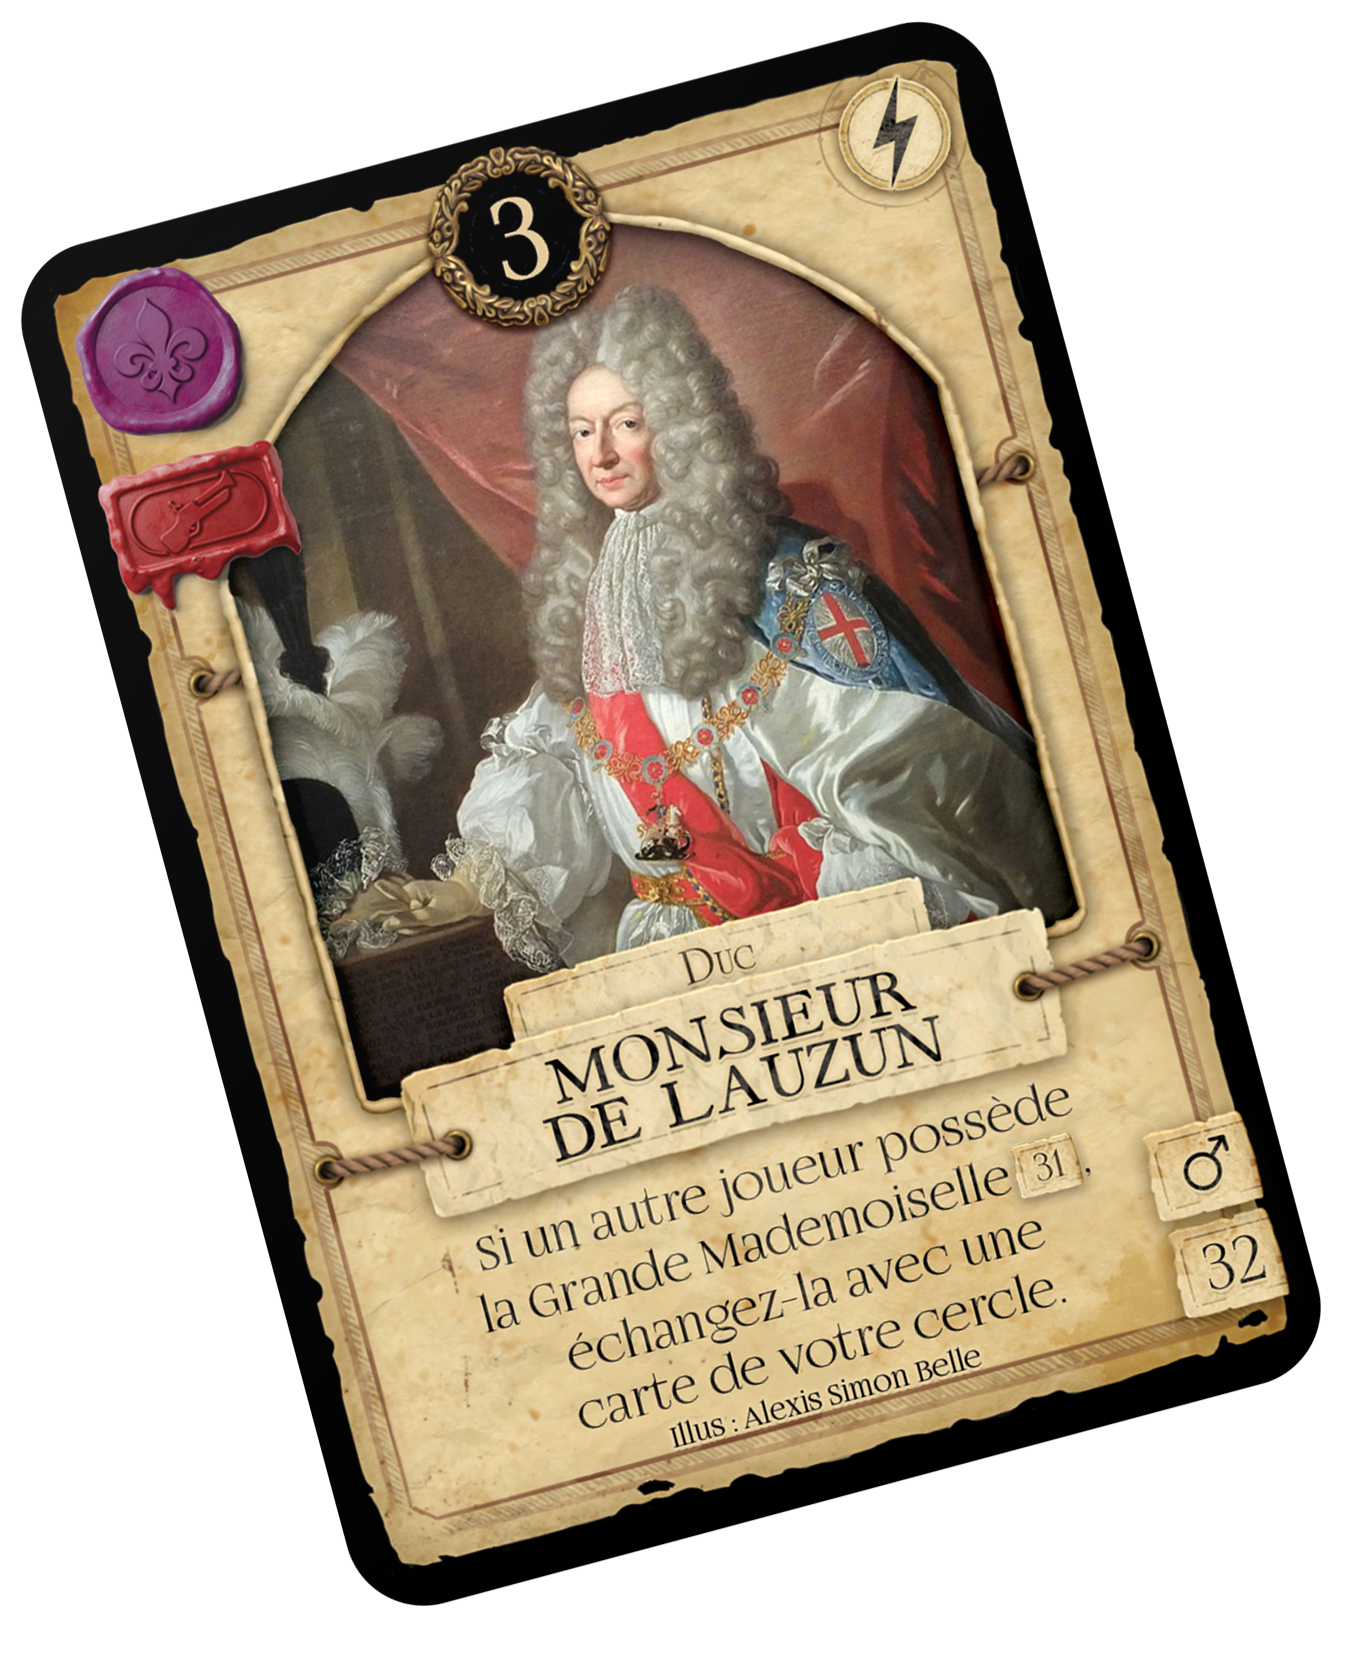 3
Duc
MONSIEUR
DE LAUZUN
Si un autre joueur possède
la Grande Mademoiselle 31,
échangez-la avec une
carte de votre cercle.
Illus : Alexis Simon Belle
♂
32